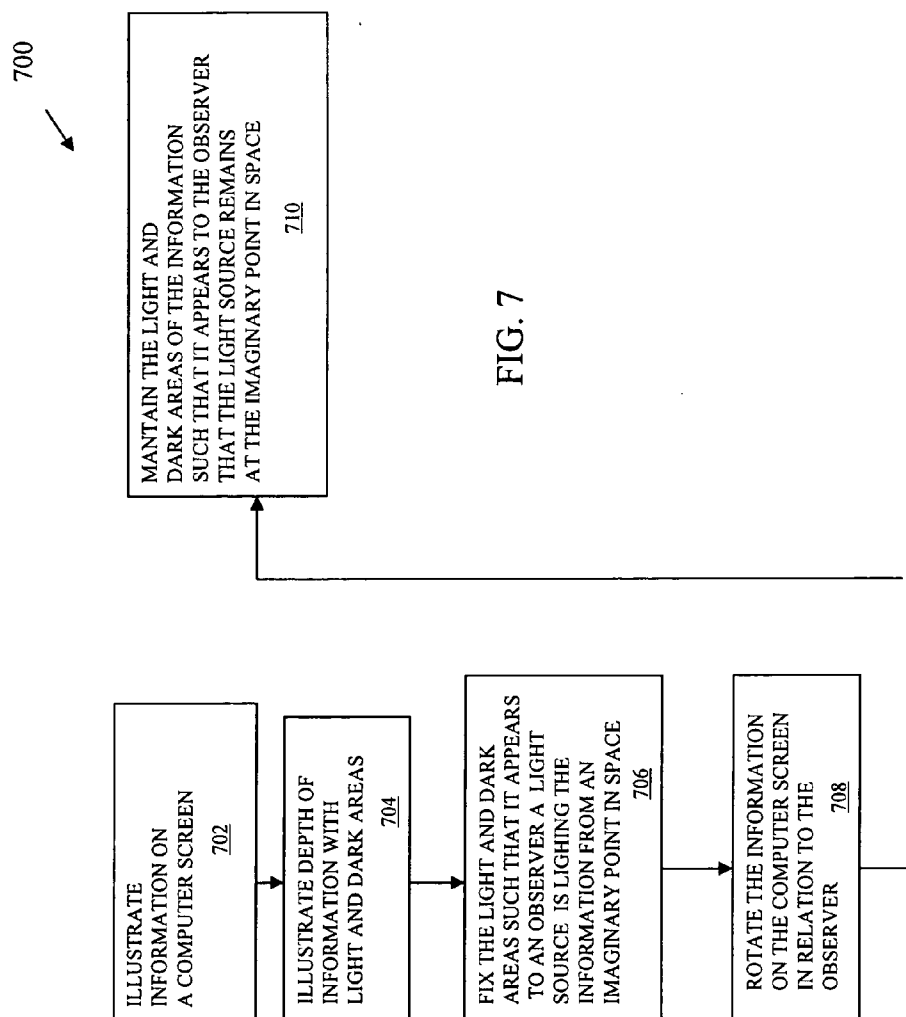 700
ILLUSTRATE
INFORMATION ON
A COMPUTER SCREEN
702
ILLUSTRATE DEPTH OF
INFORMATION WITH
LIGHT AND DARK AREAS
704
FIX THE LIGHT AND DARK
AREAS SUCH THAT IT APPEARS
TO AN OBSERVER A LIGHT
SOURCE IS LIGHING THE
INFORMATION FROM AN
IMAGINARY POINT IN SPACE
706
ROTATE THE INFORMATION
ON THE COMPUTER SCREEN
IN RELATION TO THE
OBSERVER
708
MANTAIN THE LIGHT AND
DARK AREAS OF THE INFORMATION
SUCH THAT IT APPEARS TO THE OBSERVER
THAT THE LIGHT SOURCE REMAINS
AT THE IMAGINARY POINT IN SPACE
710
FIG. 7